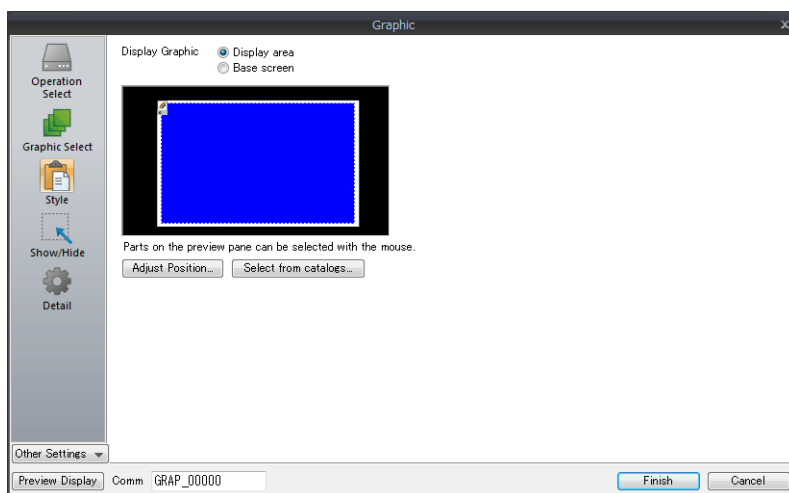 Graphic
Operation
Select
Graphic Select
Style
Show/Hide
Detail
Other Settings
Display Graphic
Display area
Base screen
Parts on the preview pane can be selected with the mouse.
Adjust Position...
Select from catalogs...
Preview Display
Comm
GRAP_00000
Finish
Cancel